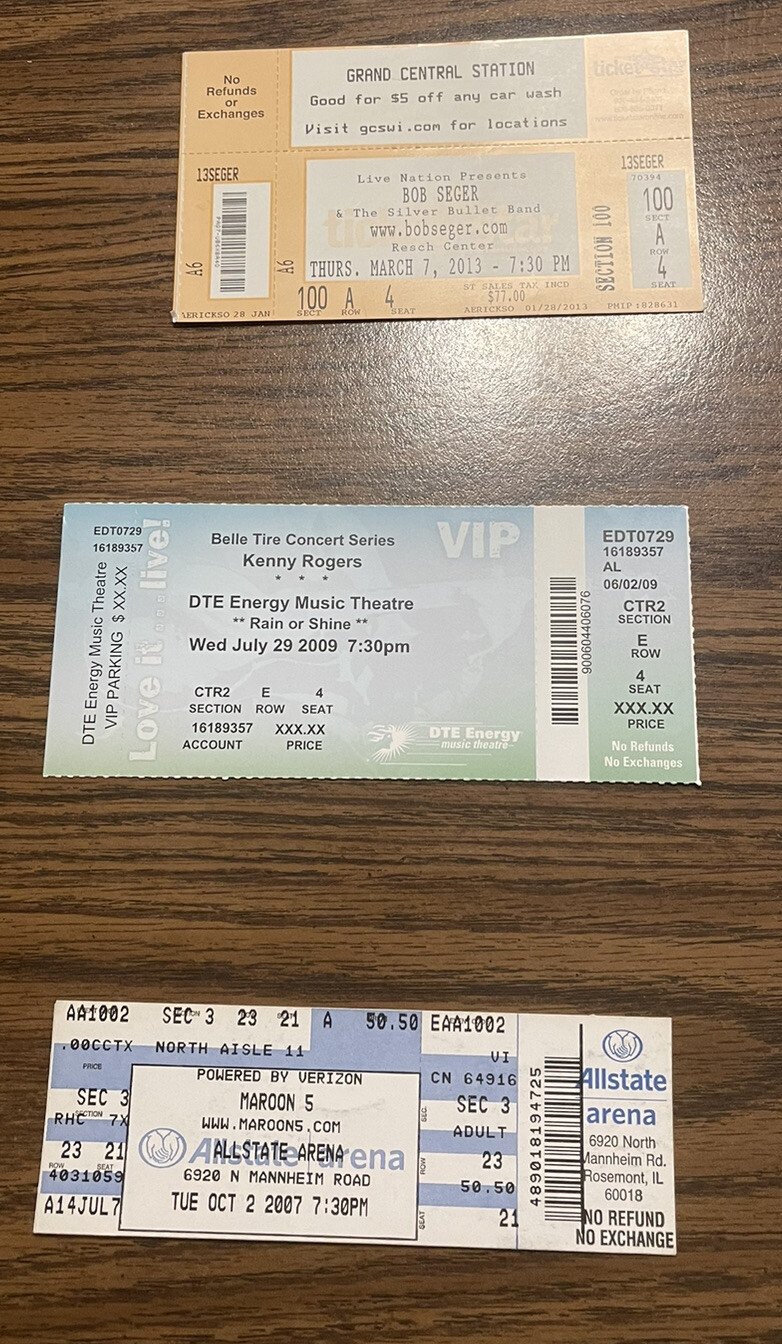 No
Refunds
or
Exchanges
GRAND CENTRAL STATION
Good for $5 off any car wash
Visit gcswi.com for locations
ticketstar
13SEGER
A6
A6
Live Nation Presents
BOB SEGER
& The Silver Bullet Band
www.bobseger.com
Resch Center
THURS. MARCH 7, 2013 - 7:30 PM
100 A 4
SECT ROW SEAT
ST SALES TAX INCD
$77.00
AERICKSO 28 JAN
AERICKSO 01/28/2013
PHIP:828631
SECTION 100
13SEGER
70394
100
SECT
A
ROW
4
SEAT
EDT0729
16189357
DTE Energy Music Theatre
VIP PARKING $ XX.XX
Love it....live!
Belle Tire Concert Series
Kenny Rogers
* * *
DTE Energy Music Theatre
** Rain or Shine **
Wed July 29 2009 7:30pm
CTR2 E 4
SECTION ROW SEAT
16189357 XXX.XX
ACCOUNT PRICE
VIP
DTE Energy
music theatre
900604406076
EDT0729
16189357
AL
06/02/09
CTR2
SECTION
E
ROW
4
SEAT
XXX.XX
PRICE
No Refunds
No Exchanges
AA1002 SEC 3 23 21 A 50.50 EAA1002
.00CCTX NORTH AISLE 11
PRICE
SEC 3
SECTION
RHC 7X
23 21
ROW SEAT
4031059
A14JUL7
POWERED BY VERIZON
MAROON 5
WWW.MAROON5.COM
Allstate arena
ALLSTATE ARENA
6920 N MANNHEIM ROAD
TUE OCT 2 2007 7:30PM
VI
CN 64916
SEC.
SEC 3
ADULT
ROW
23
50.50
SEAT
21
489018194725
Allstate
arena
6920 North
Mannheim Rd.
Rosemont, IL
60018
NO REFUND
NO EXCHANGE